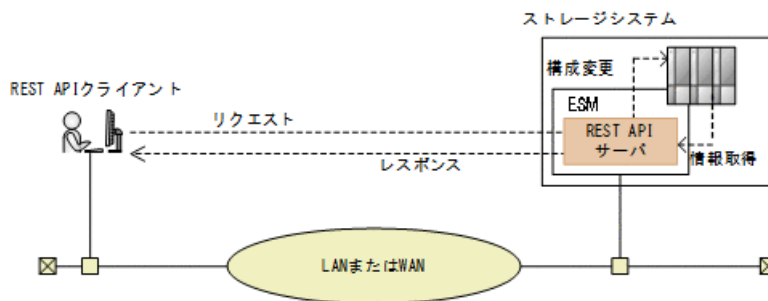 ストレージシステム
構成変更
REST APIクライアント
ESM
リクエスト
REST API
サーバ
レスポンス
情報取得
LANまたはWAN